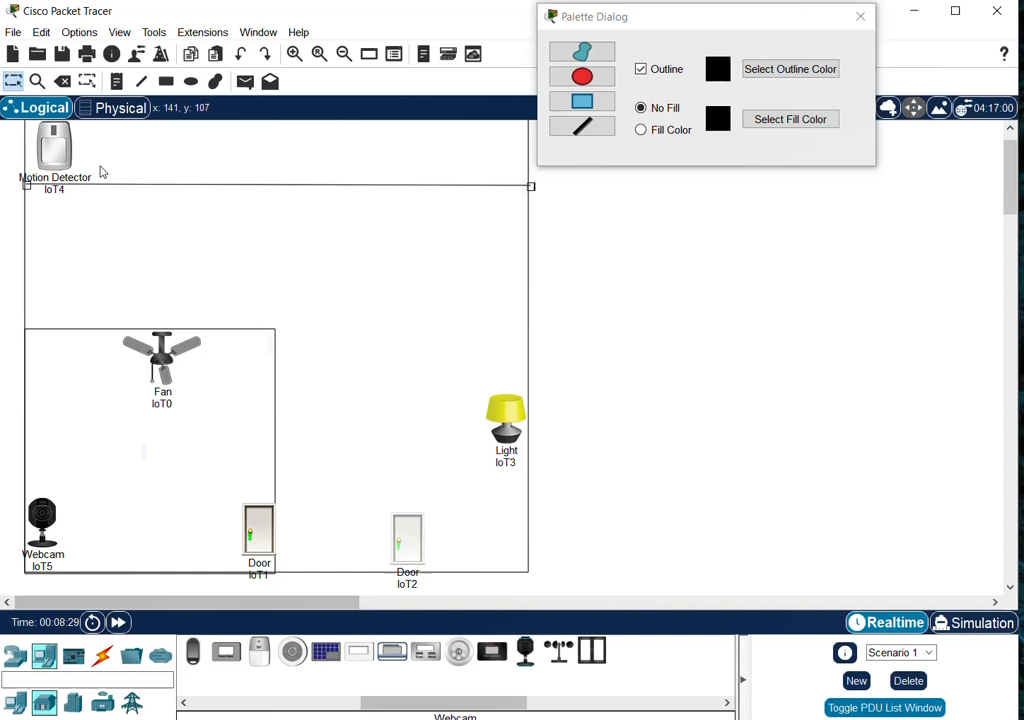 Cisco Packet Tracer
Palette Dialog
File Edit Options View Tools Extensions Window Help
Outline
Select Outline Color
No Fill
Fill Color
Select Fill Color
Logical
Physical
x: 141, y: 107
04:17:00
Motion Detector
IoT4
Fan
IoT0
Light
IoT3
Webcam
IoT5
Door
IoT1
Door
IoT2
Time: 00:08:29
Realtime
Simulation
Scenario 1
New
Delete
Toggle PDU List Window
Webcam